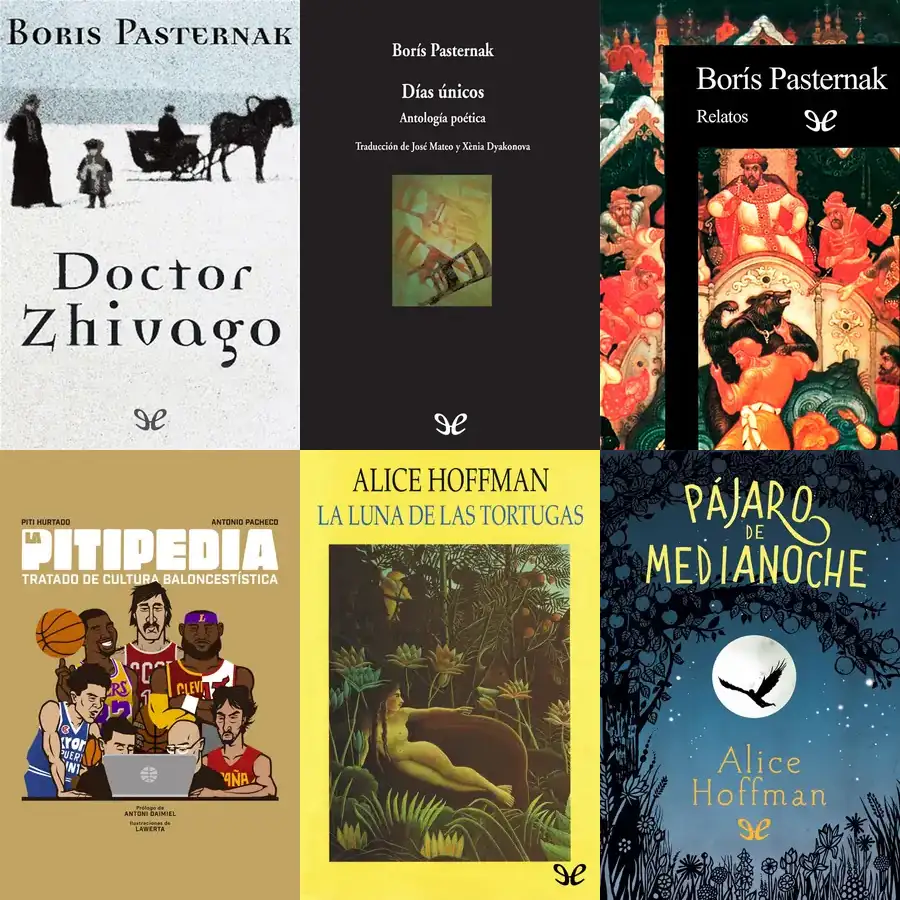 BORIS PASTERNAK
DOCTOR
ZHIVAGO
Borís Pasternak
Días únicos
Antología poética
Traducción de José Mateo y Xènia Dyakonova
Borís Pasternak
Relatos
PITI HURTADO
ANTONIO PACHECO
LA
PITIPEDIA
TRATADO DE CULTURA BALONCESTÍSTICA
Prólogo de
ANTONI DAIMIEL
Ilustraciones de
LAWERTA
ALICE HOFFMAN
LA LUNA DE LAS TORTUGAS
PÁJARO
DE
MEDIANOCHE
Alice
Hoffman